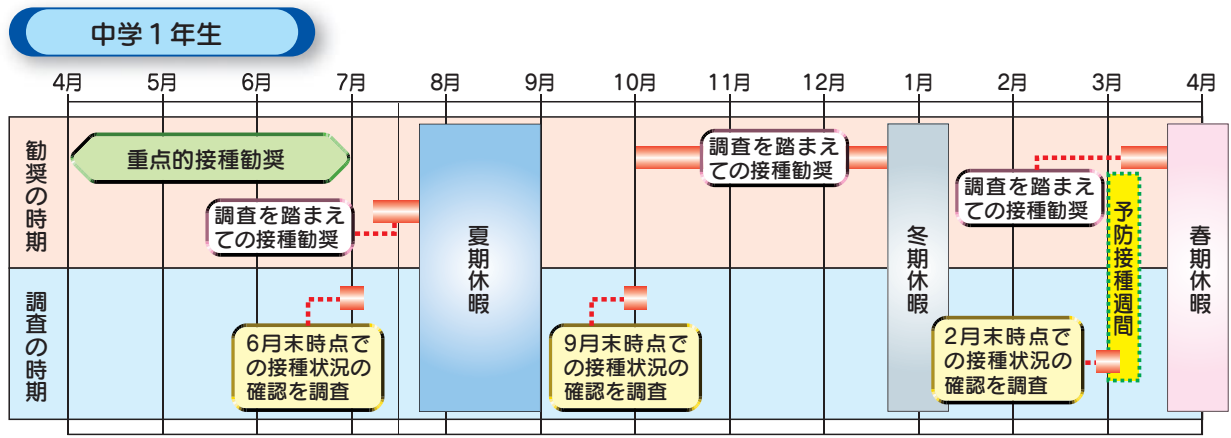 中学1年生
4月
5月
6月
7月
8月
9月
10月
11月
12月
1月
2月
3月
4月
勧奨の時期
重点的接種勧奨
調査を踏まえ
ての接種勧奨
夏期休暇
調査を踏まえ
ての接種勧奨
冬期休暇
調査を踏まえ
ての接種勧奨
予防接種週間
春期休暇
調査の時期
6月末時点で
の接種状況の
確認を調査
9月末時点で
の接種状況の
確認を調査
2月末時点で
の接種状況の
確認を調査